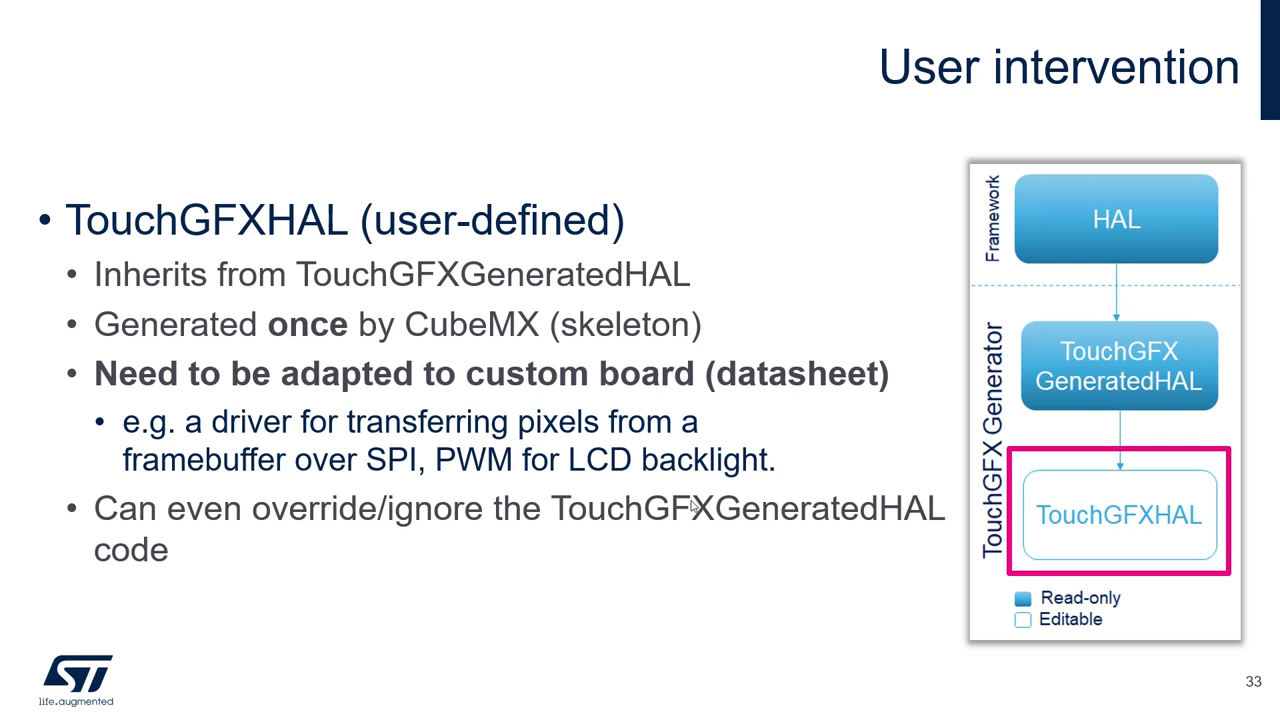 User intervention
• TouchGFXHAL (user-defined)
• Inherits from TouchGFXGeneratedHAL
• Generated once by CubeMX (skeleton)
• Need to be adapted to custom board (datasheet)
• e.g. a driver for transferring pixels from a
framebuffer over SPI, PWM for LCD backlight.
• Can even override/ignore the TouchGFXGeneratedHAL
code
Framework
HAL
TouchGFX Generator
TouchGFX
GeneratedHAL
TouchGFXHAL
Read-only
Editable
ST
life.augmented
33